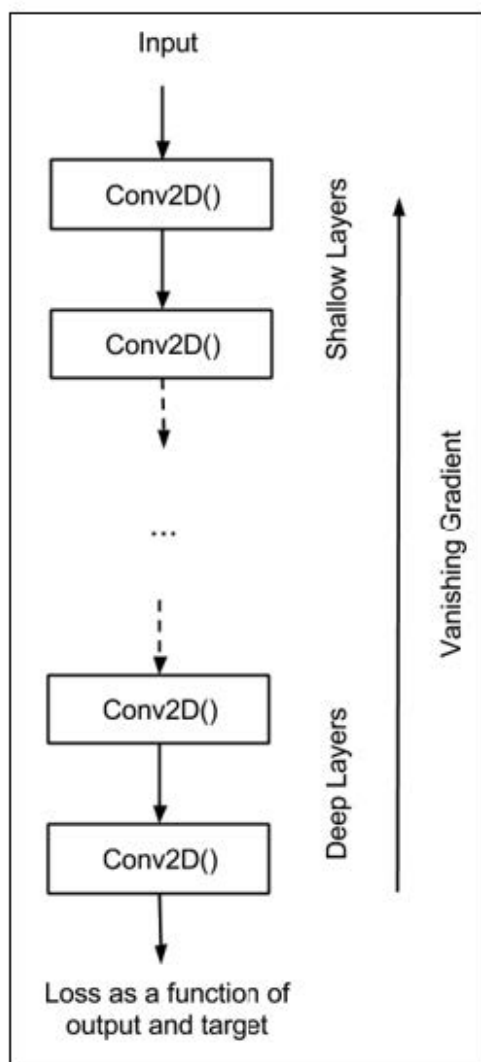 Input
Conv2D()
Shallow Layers
Conv2D()
...
Vanishing Gradient
Conv2D()
Deep Layers
Conv2D()
Loss as a function of
output and target